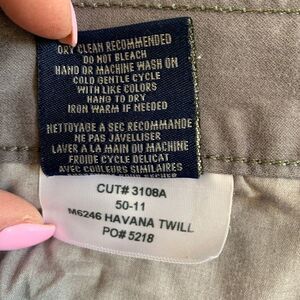 DRY CLEAN RECOMMENDED
DO NOT BLEACH
HAND OR MACHINE WASH ON
COLD GENTLE CYCLE
WITH LIKE COLORS
HANG TO DRY
IRON WARM IF NEEDED
NETTOYAGE A SEC RECOMMANDE
NE PAS JAVELLISER
LAVER A LA MAIN OU MACHINE
FROIDE CYCLE DELICAT
AVEC COULEURS SIMILAIRES
CUT# 3108A
50-11
M6246 HAVANA TWILL
PO# 5218